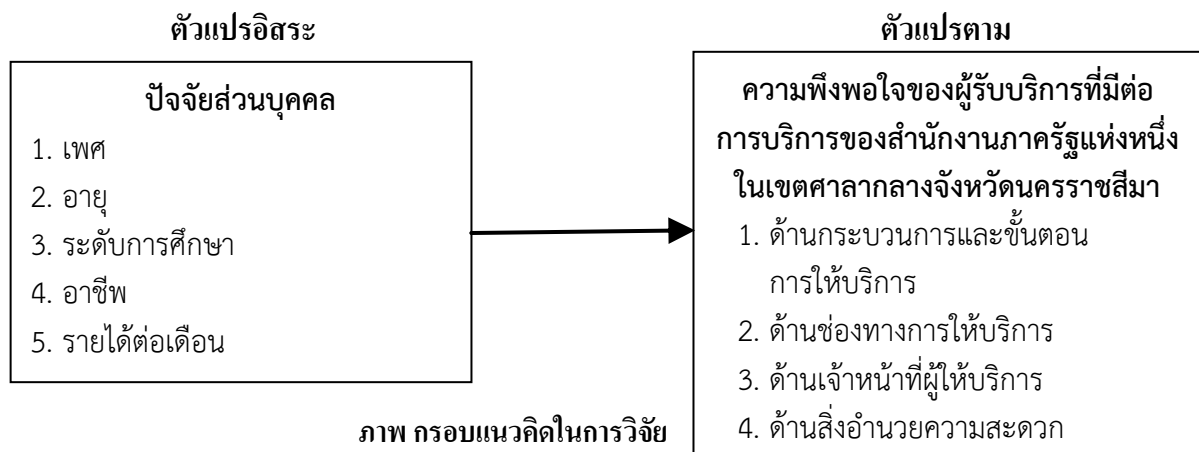 ตัวแปรอิสระ
ปัจจัยส่วนบุคคล
1. เพศ
2. อายุ
3. ระดับการศึกษา
4. อาชีพ
5. รายได้ต่อเดือน
ตัวแปรตาม
ความพึงพอใจของผู้รับบริการที่มีต่อ
การบริการของสำนักงานภาครัฐแห่งหนึ่ง
ในเขตศาลากลางจังหวัดนครราชสีมา
1. ด้านกระบวนการและขั้นตอน
การให้บริการ
2. ด้านช่องทางการให้บริการ
3. ด้านเจ้าหน้าที่ผู้ให้บริการ
4. ด้านสิ่งอำนวยความสะดวก
ภาพ กรอบแนวคิดในการวิจัย